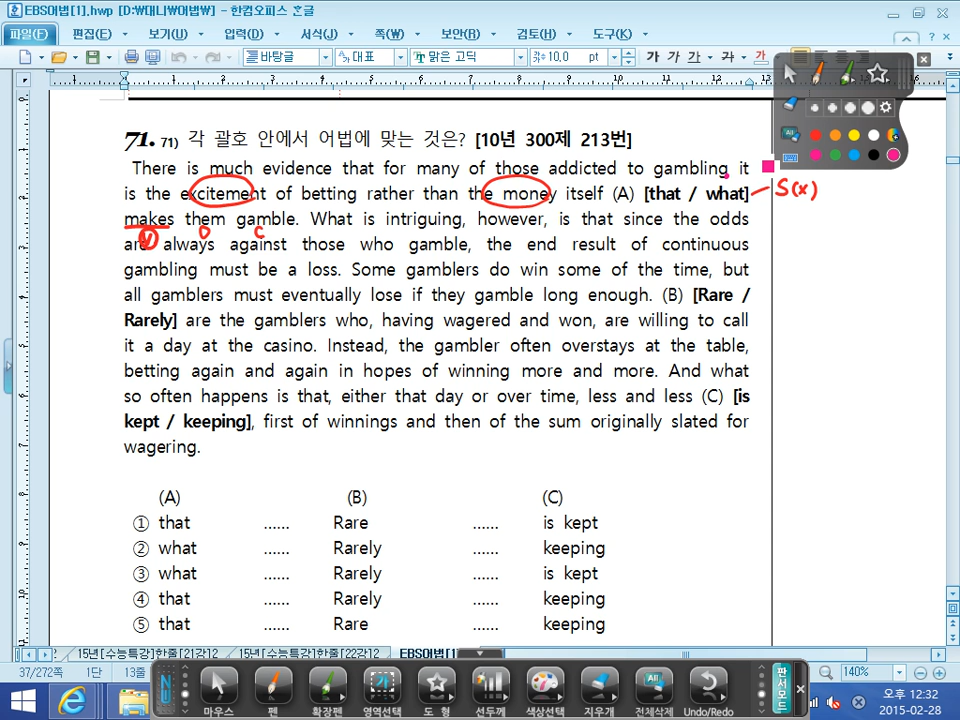 EBS어법[1].hwp [D:\대니\어법\] - 한컴오피스 한글
파일(F) 편집(E) 보기(U) 입력(D) 서식(J) 쪽(W) 보안(R) 검토(H) 도구(K)
바탕글 대표 맑은 고딕 10.0 pt 가 가 가 가 가
71. 71) 각 괄호 안에서 어법에 맞는 것은? [10년 300제 213번]
There is much evidence that for many of those addicted to gambling, it
is the excitement of betting rather than the money itself (A) [that / what] S(x)
makes them gamble. What is intriguing, however, is that since the odds
V O C
are always against those who gamble, the end result of continuous
gambling must be a loss. Some gamblers do win some of the time, but
all gamblers must eventually lose if they gamble long enough. (B) [Rare /
Rarely] are the gamblers who, having wagered and won, are willing to call
it a day at the casino. Instead, the gambler often overstays at the table,
betting again and again in hopes of winning more and more. And what
so often happens is that, either that day or over time, less and less (C) [is
kept / keeping], first of winnings and then of the sum originally slated for
wagering.
(A) (B) (C)
① that ...... Rare ...... is kept
② what ...... Rarely ...... keeping
③ what ...... Rarely ...... is kept
④ that ...... Rarely ...... keeping
⑤ that ...... Rare ...... keeping
15년[수능특강]한줄[21강12 15년[수능특강]한줄[22강12 EBS어법[1]
37/272쪽 1단 13줄 140%
마우스 펜 확장펜 영역선택 도 형 선두께 색상선택 지우개 전체삭제 Undo/Redo 판서모드
오후 12:32
2015-02-28